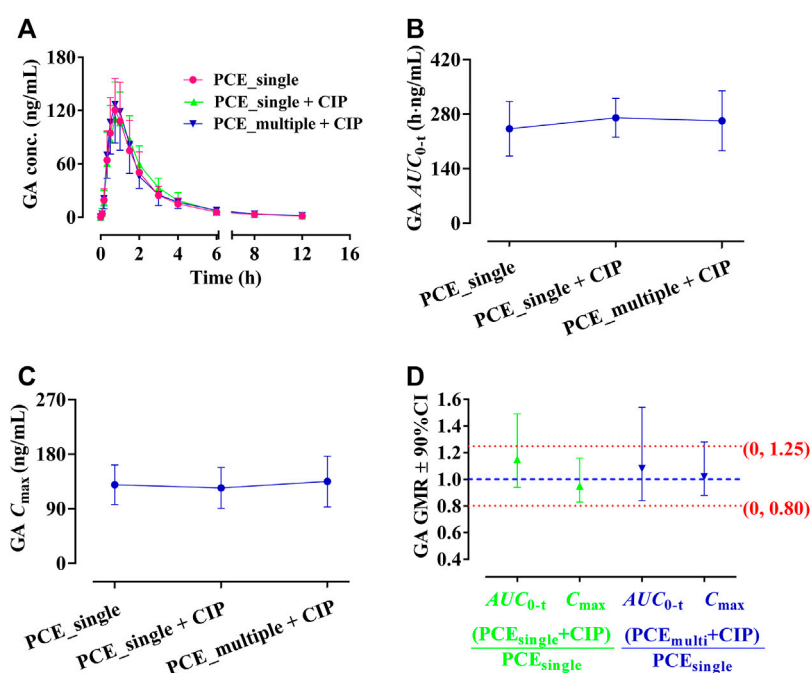 A
GA conc. (ng/mL)
180
120
60
0
0 2 4 6 8 12 16
Time (h)
PCE_single
PCE_single + CIP
PCE_multiple + CIP
B
GA AUC0-t (h·ng/mL)
420
280
140
0
PCE_single
PCE_single + CIP
PCE_multiple + CIP
C
GA Cmax (ng/mL)
270
180
90
0
PCE_single
PCE_single + CIP
PCE_multiple + CIP
D
GA GMR ± 90%CI
1.6
1.4
1.2
1.0
0.8
0.6
0.4
(0, 1.25)
(0, 0.80)
AUC0-t Cmax AUC0-t Cmax
(PCEsingle+CIP) (PCEmulti+CIP)
PCEsingle PCEsingle